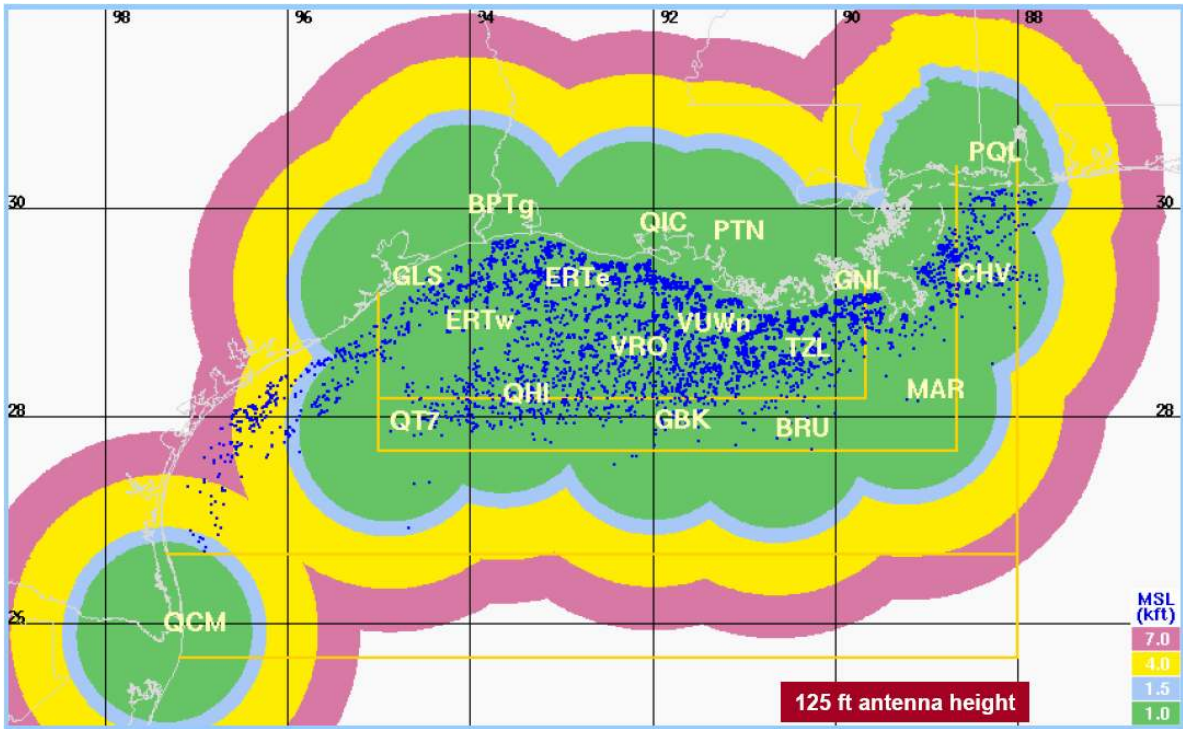 98 96 94 92 90 88
PQL
30 30
BPTg QIC PTN
GLS ERTe GNL CHV
ERTw VUWn
VRO TZL
QHI MAR
28 28
QT7 GBK BRU
26 26
QCM
MSL
(kft)
7.0
4.0
1.5
1.0
125 ft antenna height